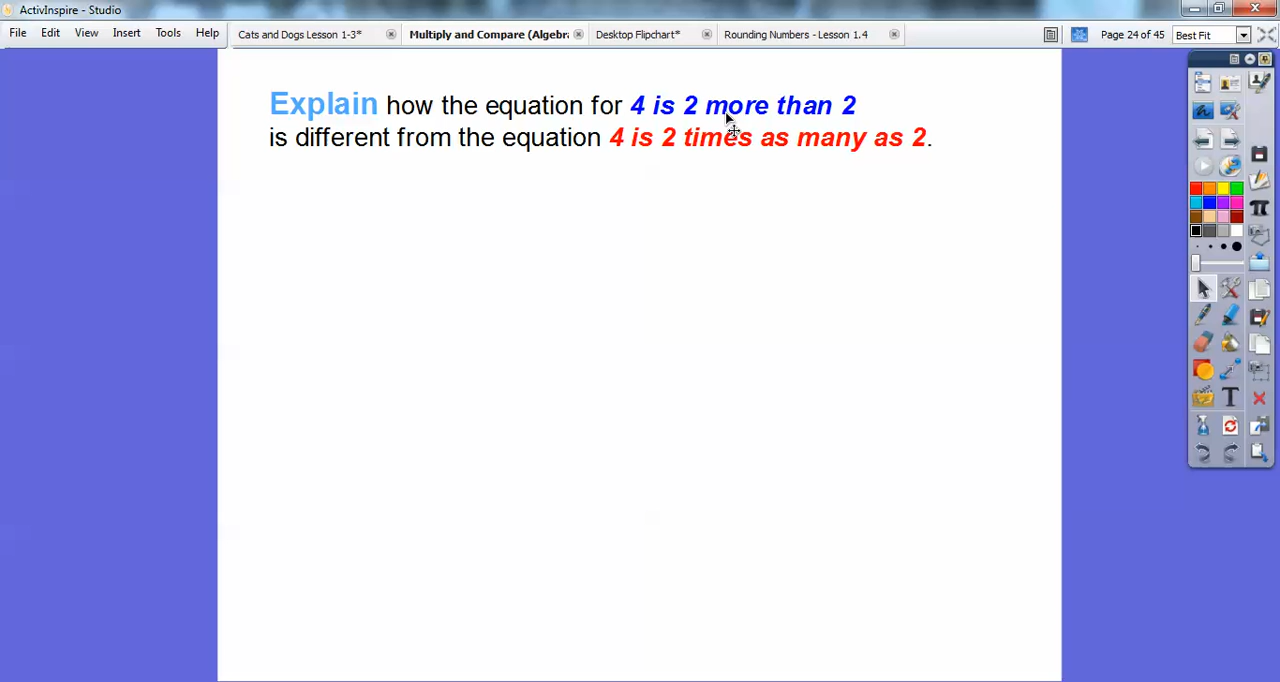 ActivInspire - Studio
File Edit View Insert Tools Help
Cats and Dogs Lesson 1-3* Multiply and Compare (Algebra Desktop Flipchart* Rounding Numbers - Lesson 1.4 Page 24 of 45 Best Fit
Explain how the equation for 4 is 2 more than 2
is different from the equation 4 is 2 times as many as 2.